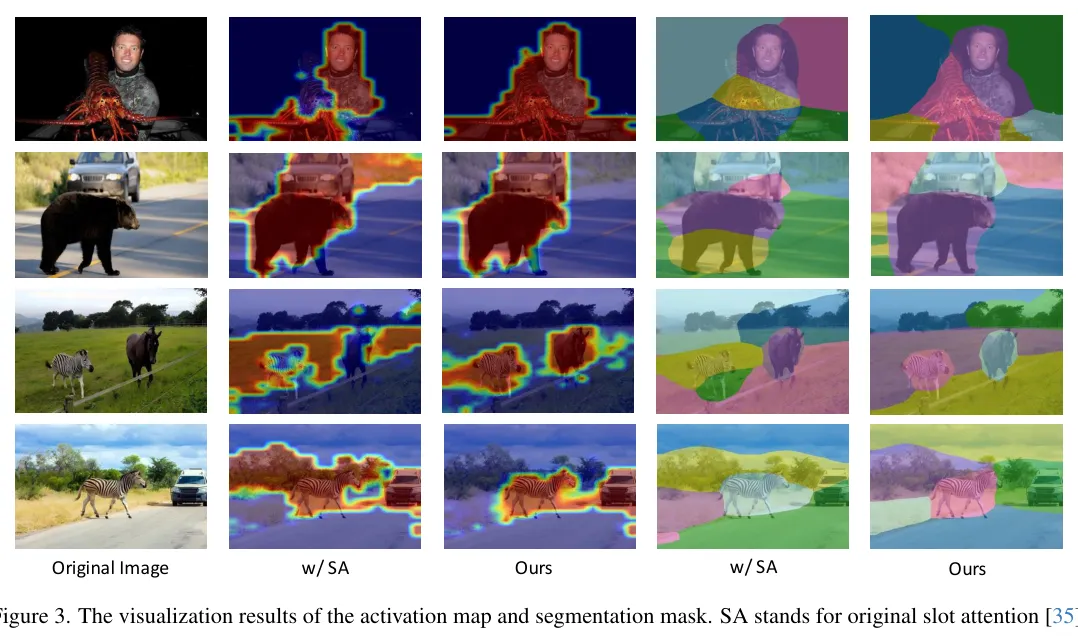 Original Image
w/ SA
Ours
w/ SA
Ours
Figure 3. The visualization results of the activation map and segmentation mask. SA stands for original slot attention [35]